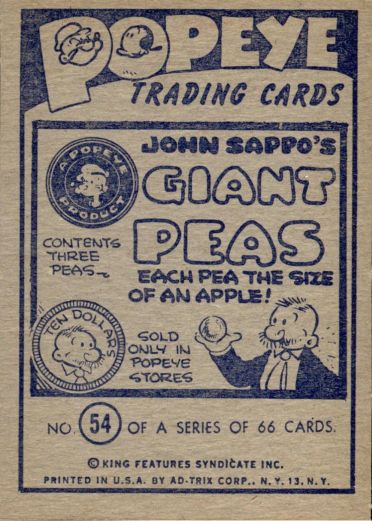 POPEYE
TRADING CARDS
JOHN SAPPO'S
A POPEYE PRODUCT
GIANT
PEAS
CONTENTS
THREE
PEAS~
EACH PEA THE SIZE
OF AN APPLE!
TEN DOLLARS
SOLD
ONLY IN
POPEYE
STORES
NO. 54 OF A SERIES OF 66 CARDS.
© KING FEATURES SYNDICATE INC.
PRINTED IN U.S.A. BY AD-TRIX CORP., N.Y. 13, N.Y.